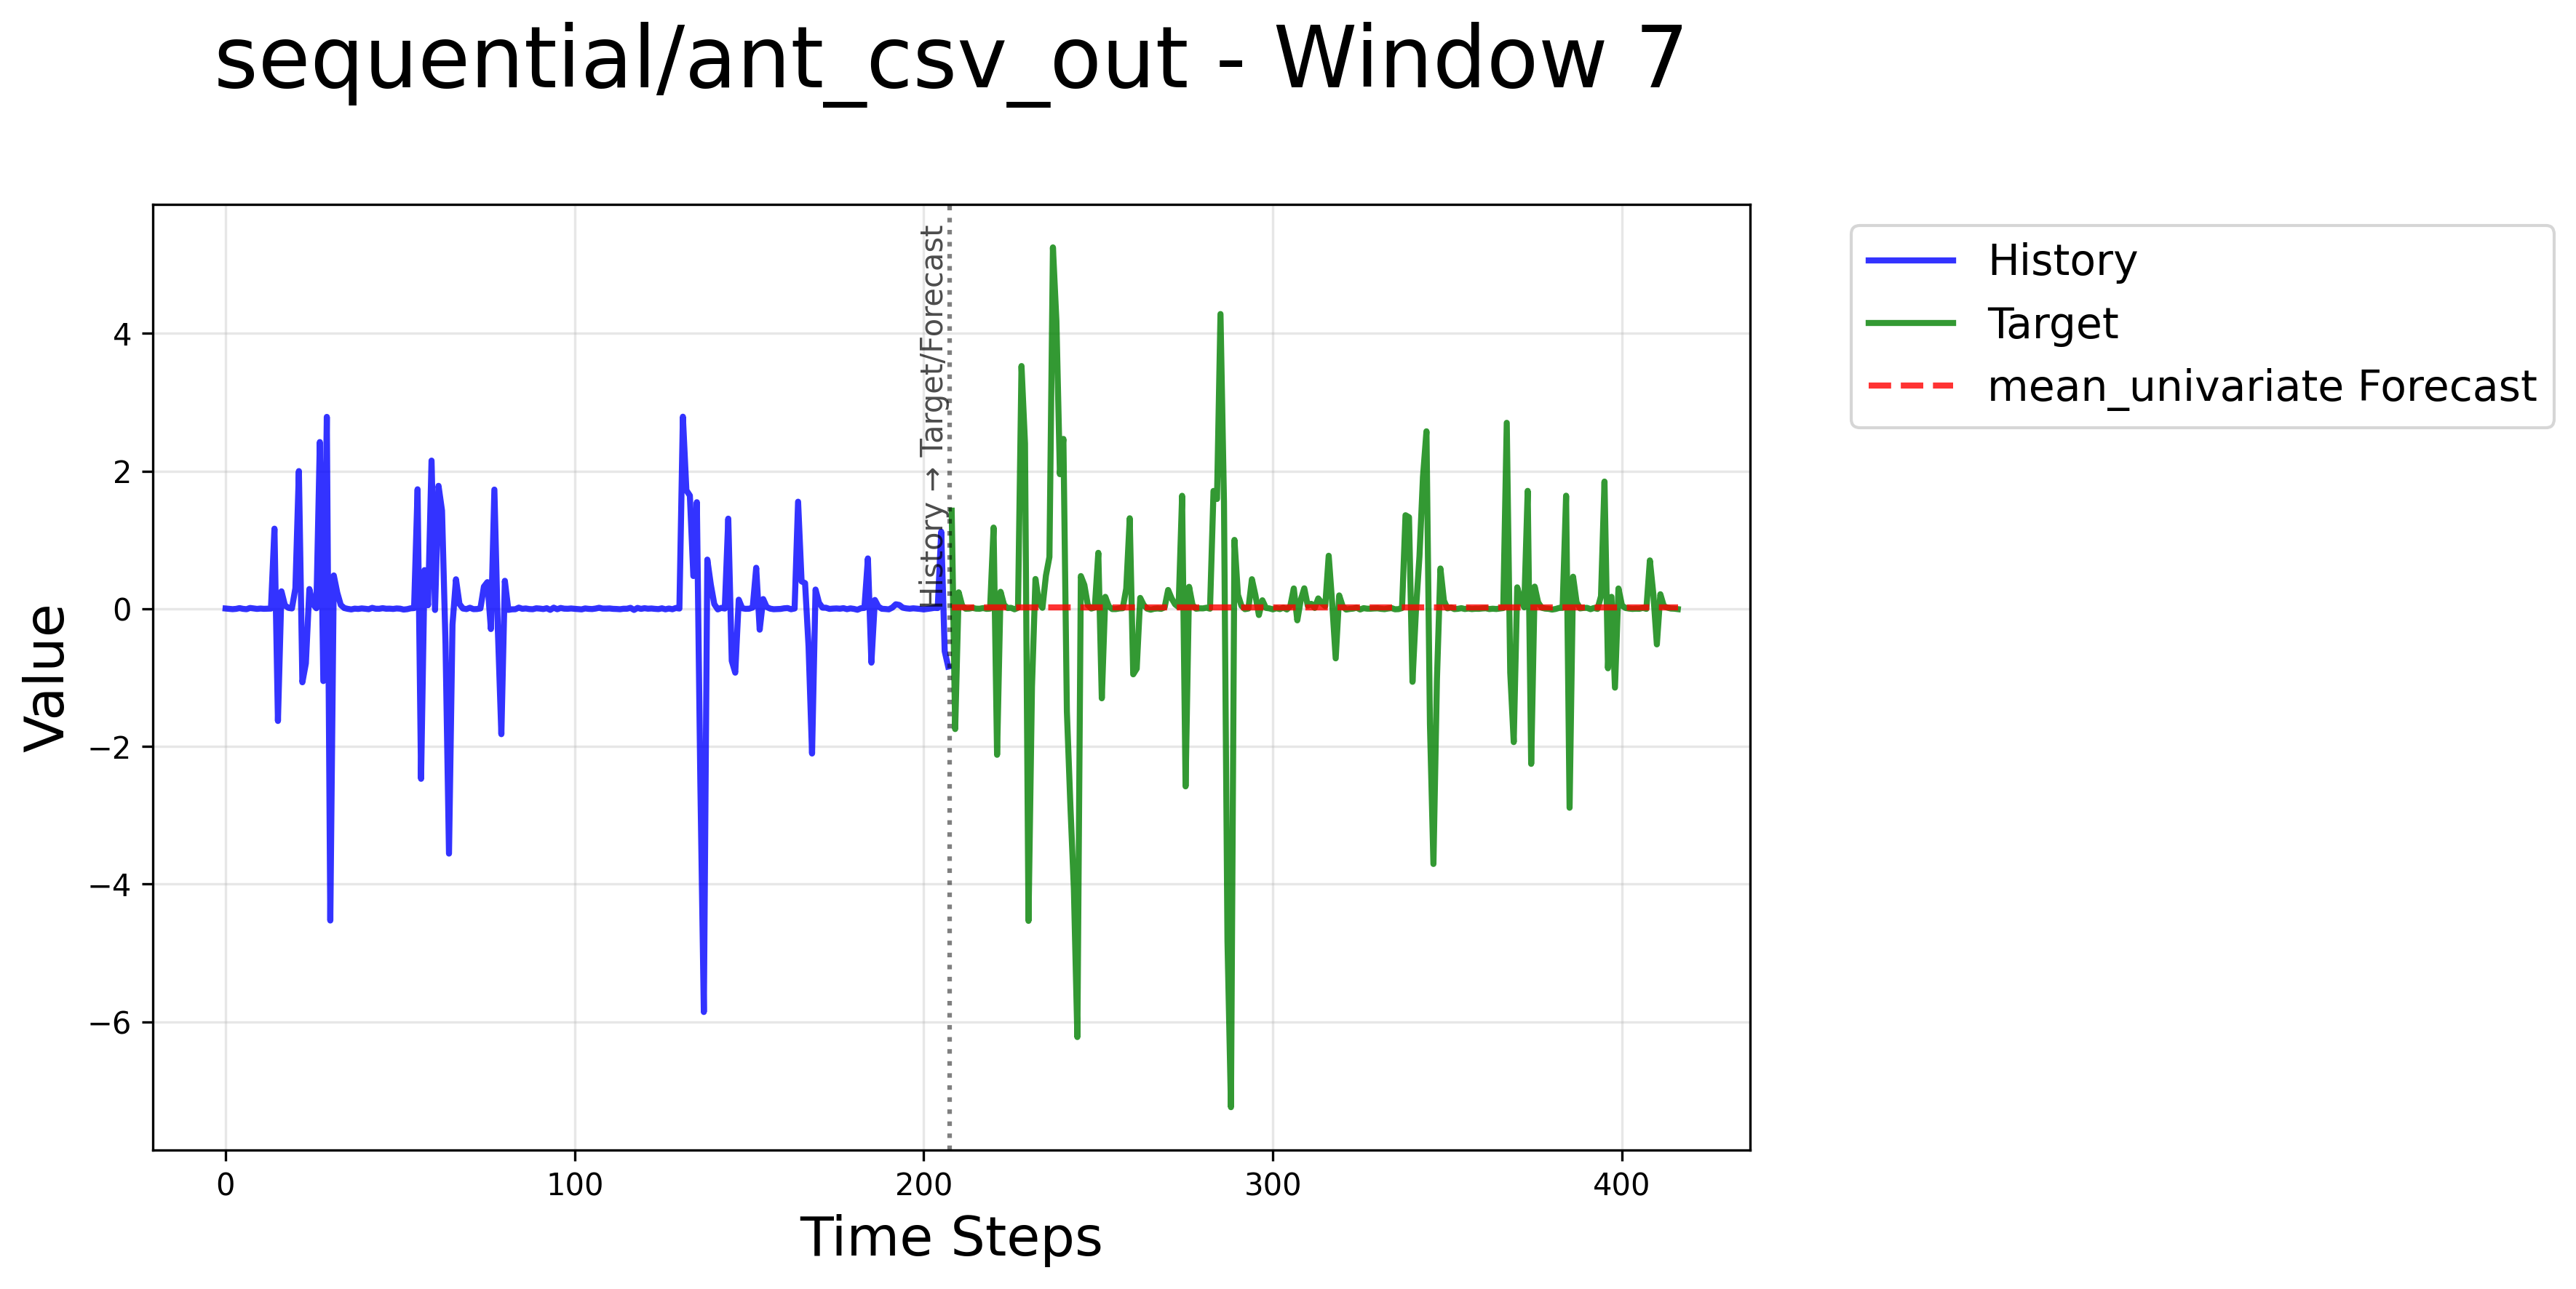 sequential/ant_csv_out - Window 7
History → Target/Forecast
History
Target
mean_univariate Forecast
Value
4
2
0
−2
−4
−6
0
100
200
300
400
Time Steps